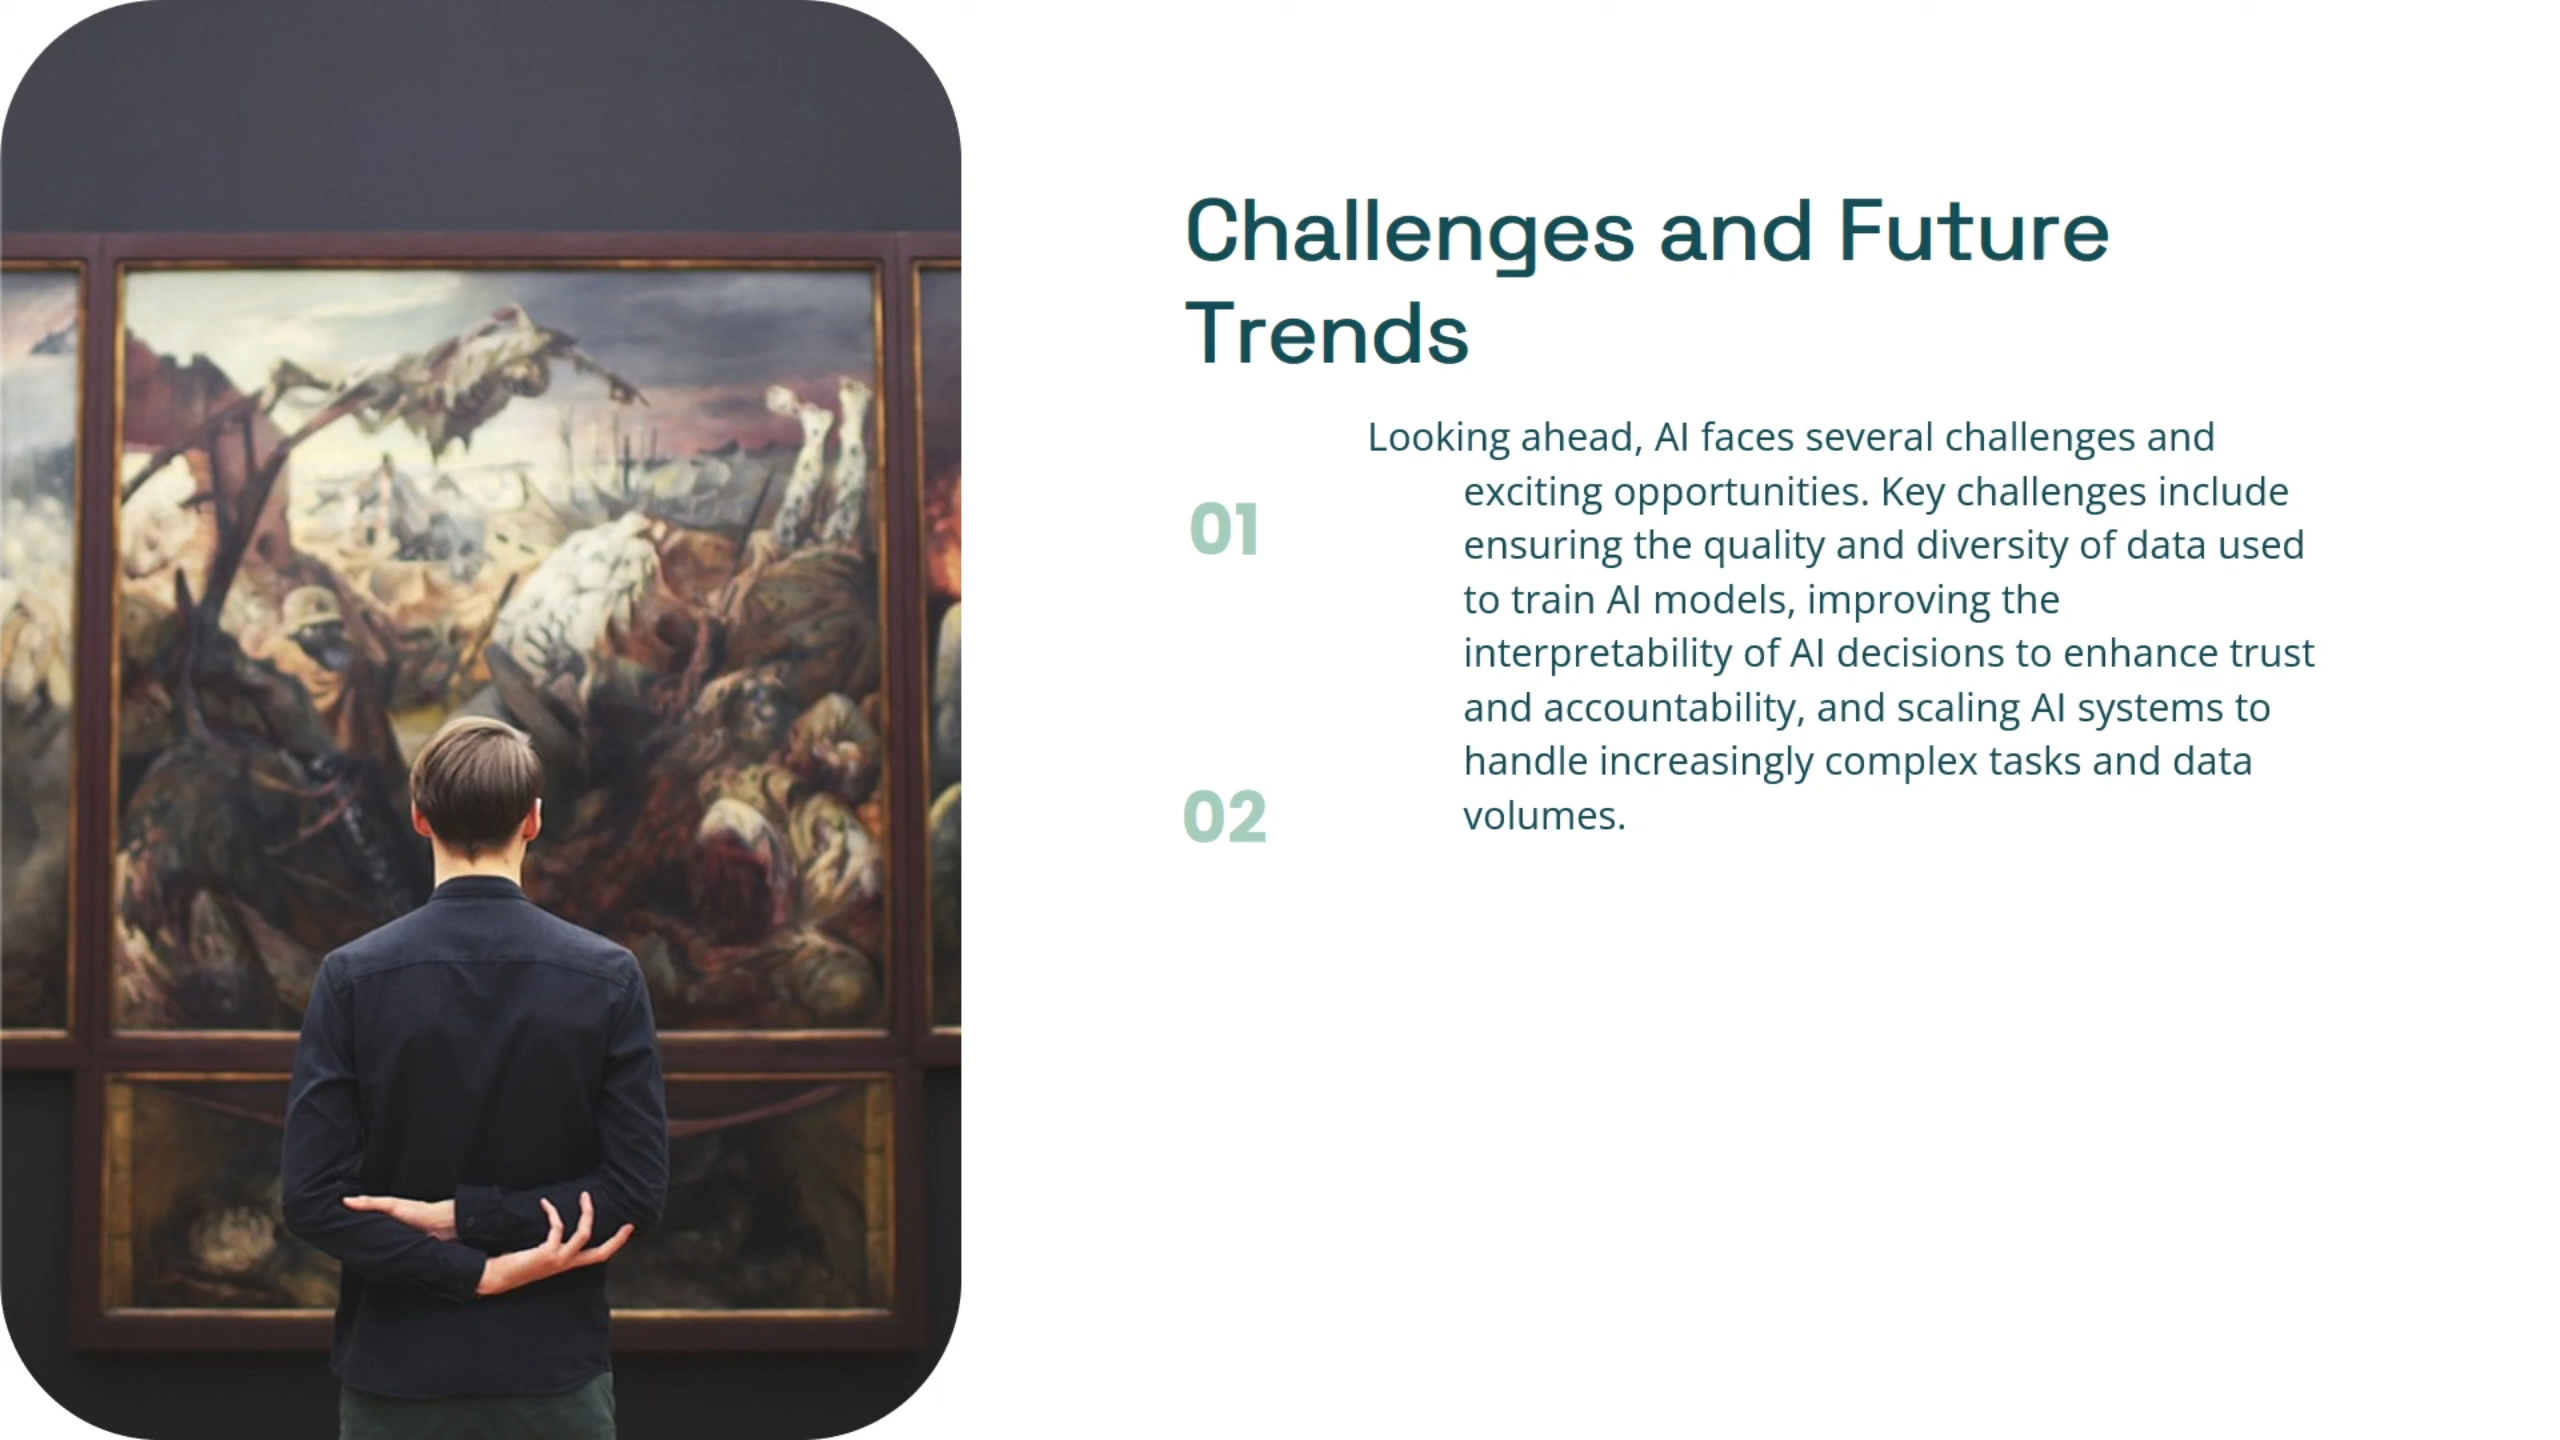 Challenges and Future
Trends
Looking ahead, AI faces several challenges and
exciting opportunities. Key challenges include
01
ensuring the quality and diversity of data used
to train AI models, improving the
interpretability of AI decisions to enhance trust
and accountability, and scaling AI systems to
handle increasingly complex tasks and data
02
volumes.